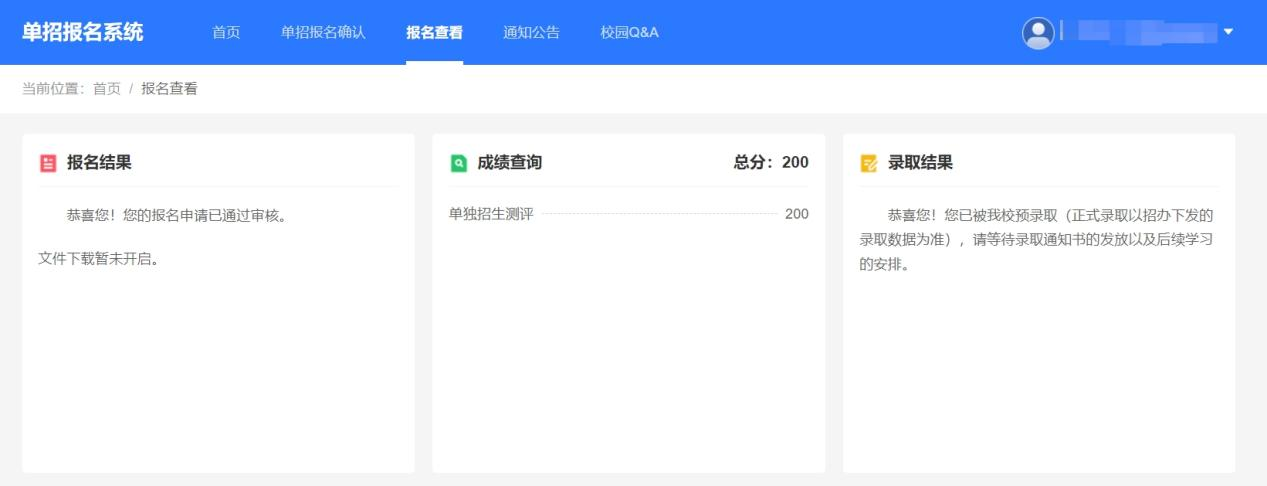 单招报名系统
首页
单招报名确认
报名查看
通知公告
校园Q&A
当前位置：首页 / 报名查看
报名结果
恭喜您！您的报名申请已通过审核。
文件下载暂未开启。
成绩查询
总分：200
单独招生测评 200
录取结果
恭喜您！您已被我校预录取（正式录取以招办下发的
录取数据为准），请等待录取通知书的发放以及后续学习
的安排。